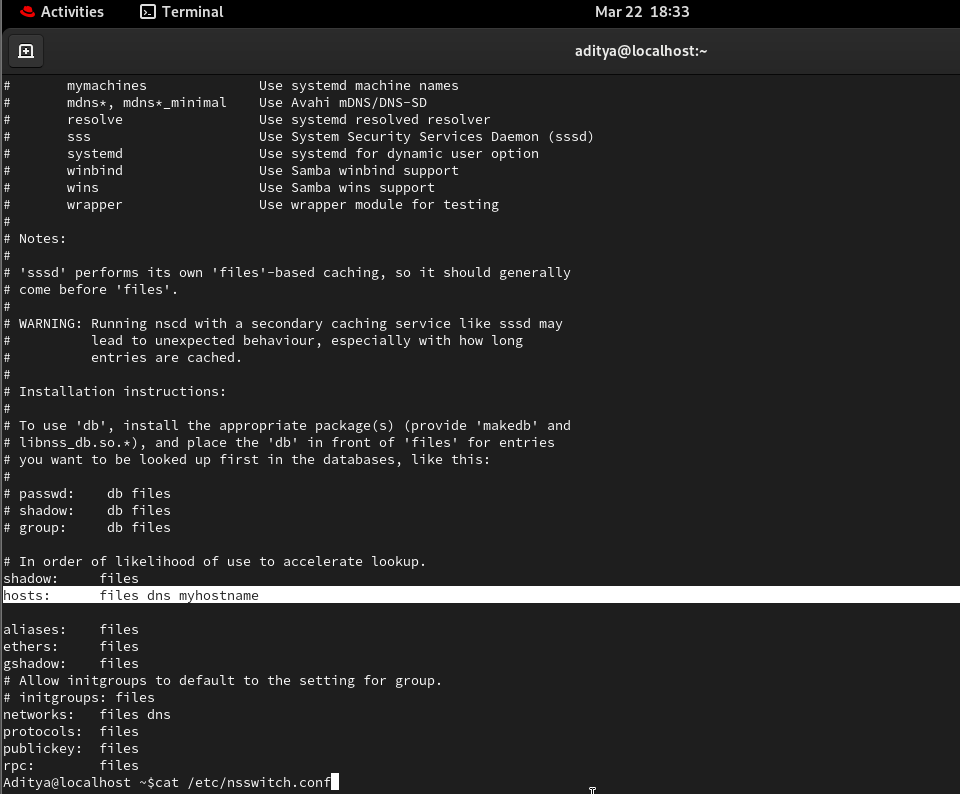 Activities Terminal Mar 22 18:33
aditya@localhost:~
# mymachines Use systemd machine names
# mdns*, mdns*_minimal Use Avahi mDNS/DNS-SD
# resolve Use systemd resolved resolver
# sss Use System Security Services Daemon (sssd)
# systemd Use systemd for dynamic user option
# winbind Use Samba winbind support
# wins Use Samba wins support
# wrapper Use wrapper module for testing
#
# Notes:
#
# 'sssd' performs its own 'files'-based caching, so it should generally
# come before 'files'.
#
# WARNING: Running nscd with a secondary caching service like sssd may
# lead to unexpected behaviour, especially with how long
# entries are cached.
#
# Installation instructions:
#
# To use 'db', install the appropriate package(s) (provide 'makedb' and
# libnss_db.so.*), and place the 'db' in front of 'files' for entries
# you want to be looked up first in the databases, like this:
#
# passwd: db files
# shadow: db files
# group: db files

# In order of likelihood of use to accelerate lookup.
shadow: files
hosts: files dns myhostname

aliases: files
ethers: files
gshadow: files
# Allow initgroups to default to the setting for group.
# initgroups: files
networks: files dns
protocols: files
publickey: files
rpc: files
Aditya@localhost ~$cat /etc/nsswitch.conf